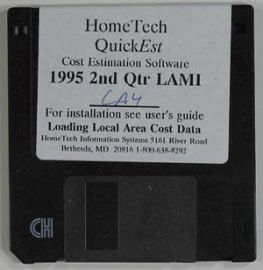 HomeTech
QuickEst
Cost Estimation Software
1995 2nd Qtr LAMI
CA4
For installation see user's guide
Loading Local Area Cost Data
HomeTech Information Systems 5161 River Road
Bethesda, MD 20816 1-800-638-8292
CH